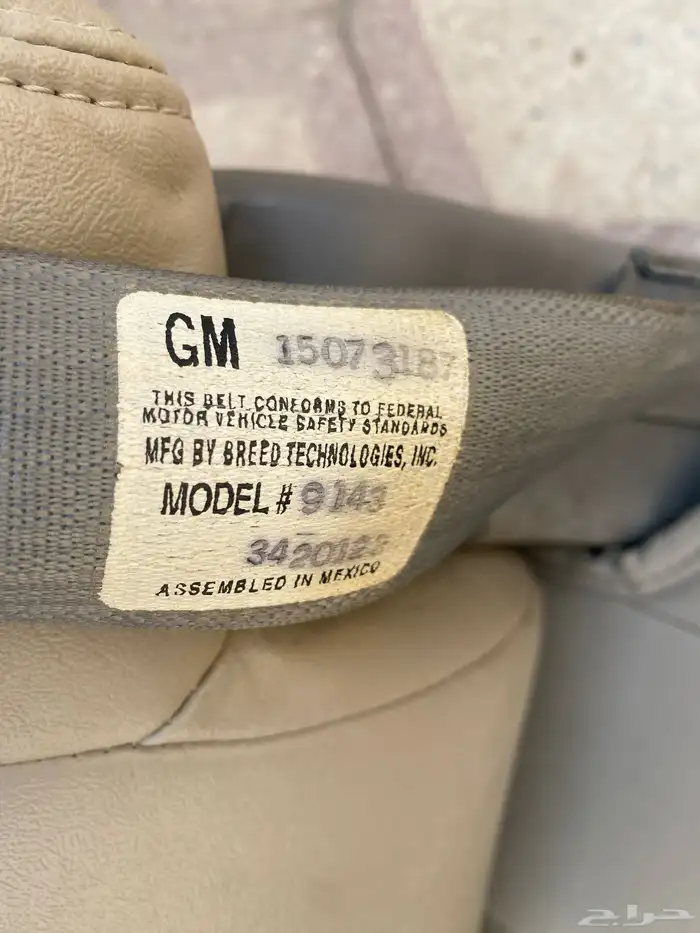 GM 15073187
THIS BELT CONFORMS TO FEDERAL
MOTOR VEHICLE SAFETY STANDARDS
MFG BY BREED TECHNOLOGIES, INC.
MODEL # 9143
3420122
ASSEMBLED IN MEXICO
حراج